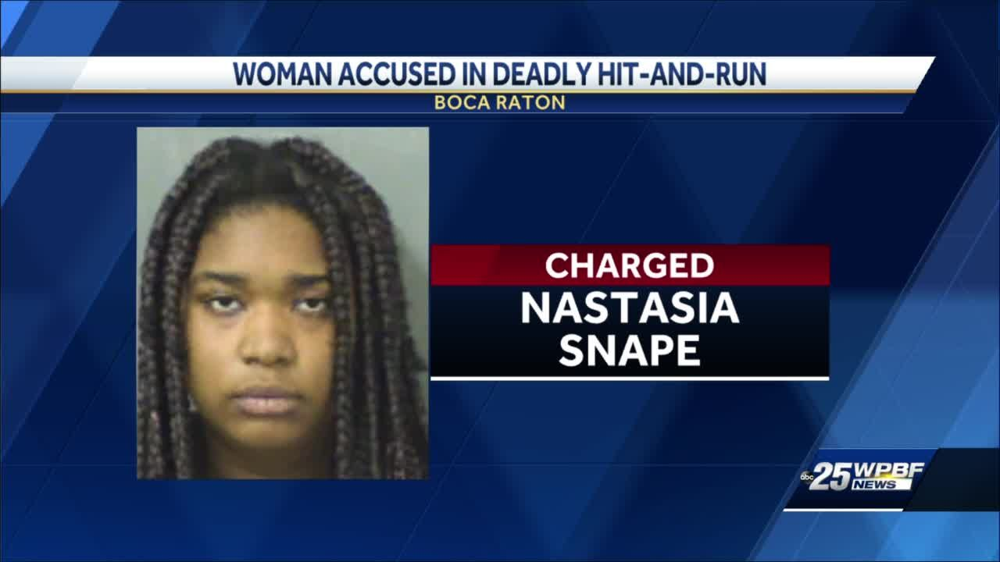 WOMAN ACCUSED IN DEADLY HIT-AND-RUN
BOCA RATON
CHARGED
NASTASIA
SNAPE
abc 25 WPBF
NEWS